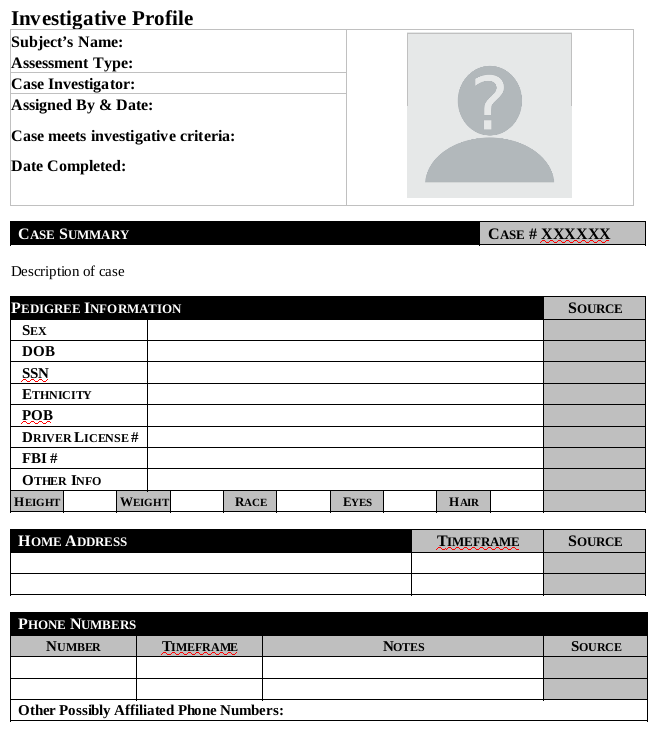 Investigative Profile
Subject’s Name:
Assessment Type:
Case Investigator:
Assigned By & Date:
Case meets investigative criteria:
Date Completed:
?
CASE SUMMARY CASE # XXXXXX
Description of case
PEDIGREE INFORMATION SOURCE
SEX
DOB
SSN
ETHNICITY
POB
DRIVER LICENSE #
FBI #
OTHER INFO
HEIGHT WEIGHT RACE EYES HAIR
HOME ADDRESS TIMEFRAME SOURCE
PHONE NUMBERS
NUMBER TIMEFRAME NOTES SOURCE
Other Possibly Affiliated Phone Numbers: